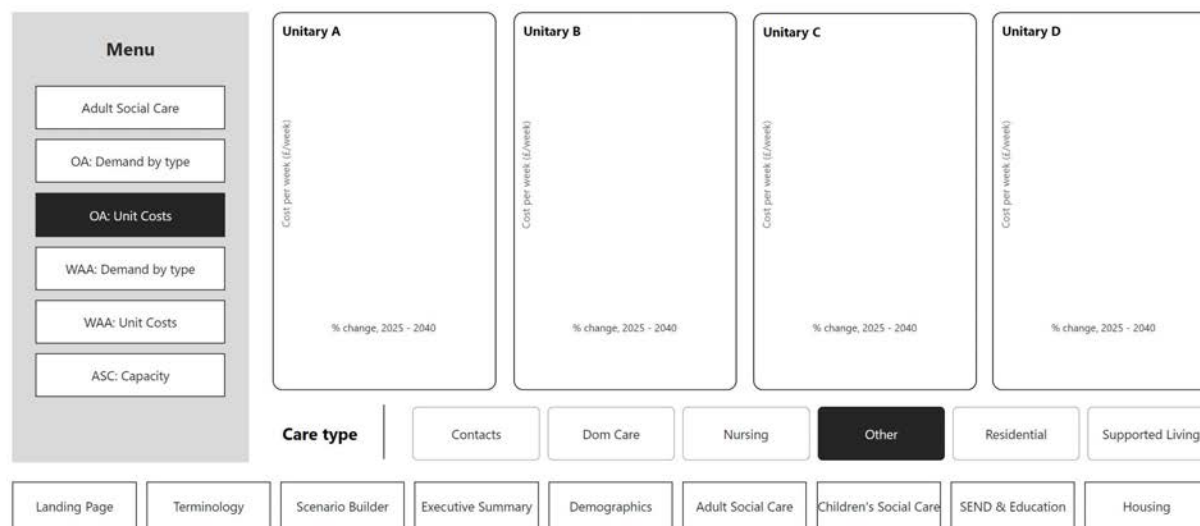 Menu
Adult Social Care
OA: Demand by type
OA: Unit Costs
WAA: Demand by type
WAA: Unit Costs
ASC: Capacity
Unitary A
Cost per week (£/week)
% change, 2025 - 2040
Unitary B
Cost per week (£/week)
% change, 2025 - 2040
Unitary C
Cost per week (£/week)
% change, 2025 - 2040
Unitary D
Cost per week (£/week)
% change, 2025 - 2040
Care type
Contacts
Dom Care
Nursing
Other
Residential
Supported Living
Landing Page
Terminology
Scenario Builder
Executive Summary
Demographics
Adult Social Care
Children's Social Care
SEND & Education
Housing